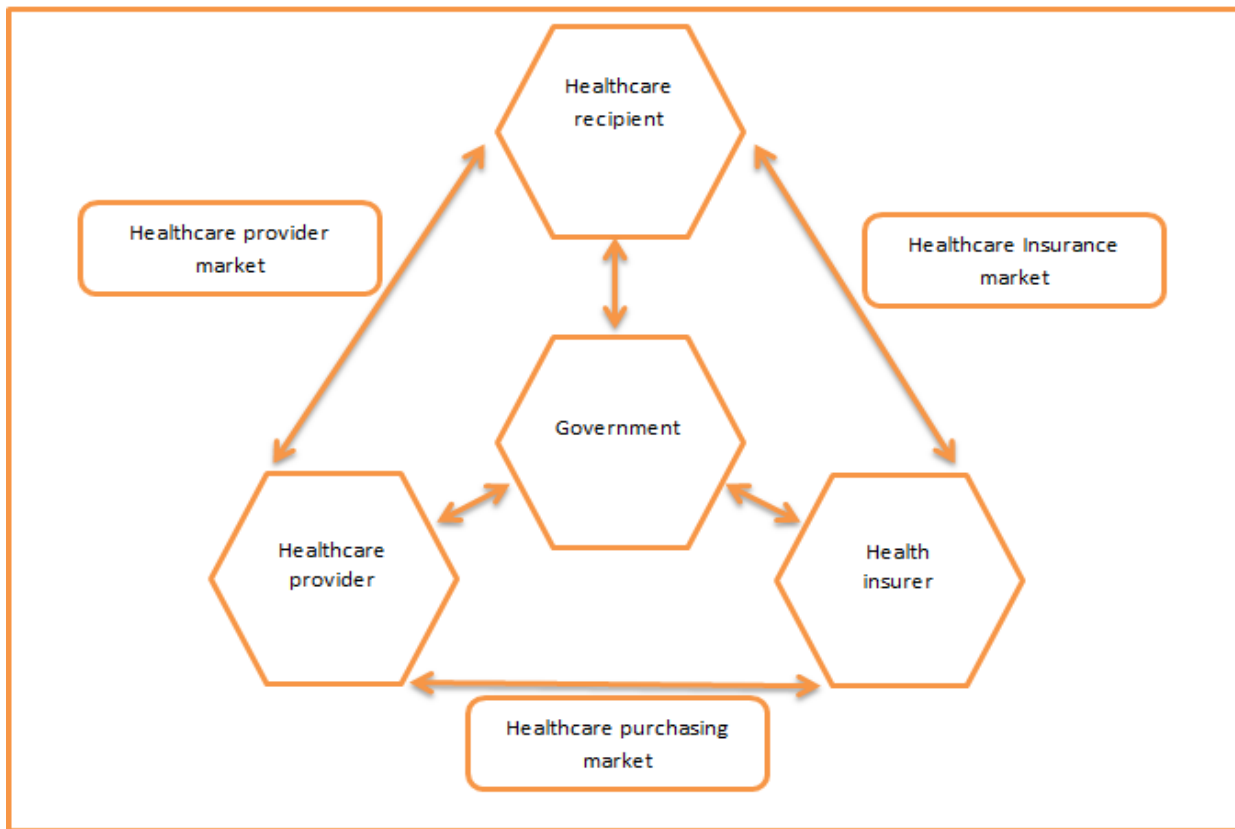 Healthcare
recipient
Healthcare provider
market
Healthcare Insurance
market
Government
Healthcare
provider
Health
insurer
Healthcare purchasing
market